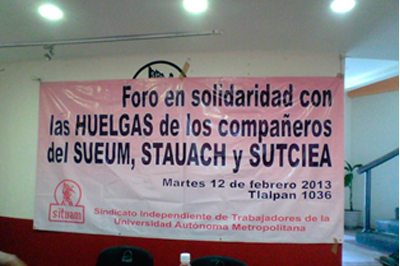 Foro en solidaridad con
las HUELGAS de los compañeros
del SUEUM, STAUACH y SUTCIEA
Martes 12 de febrero 2013
Tlalpan 1036
situam
Sindicato Independiente de Trabajadores de la
Universidad Autónoma Metropolitana